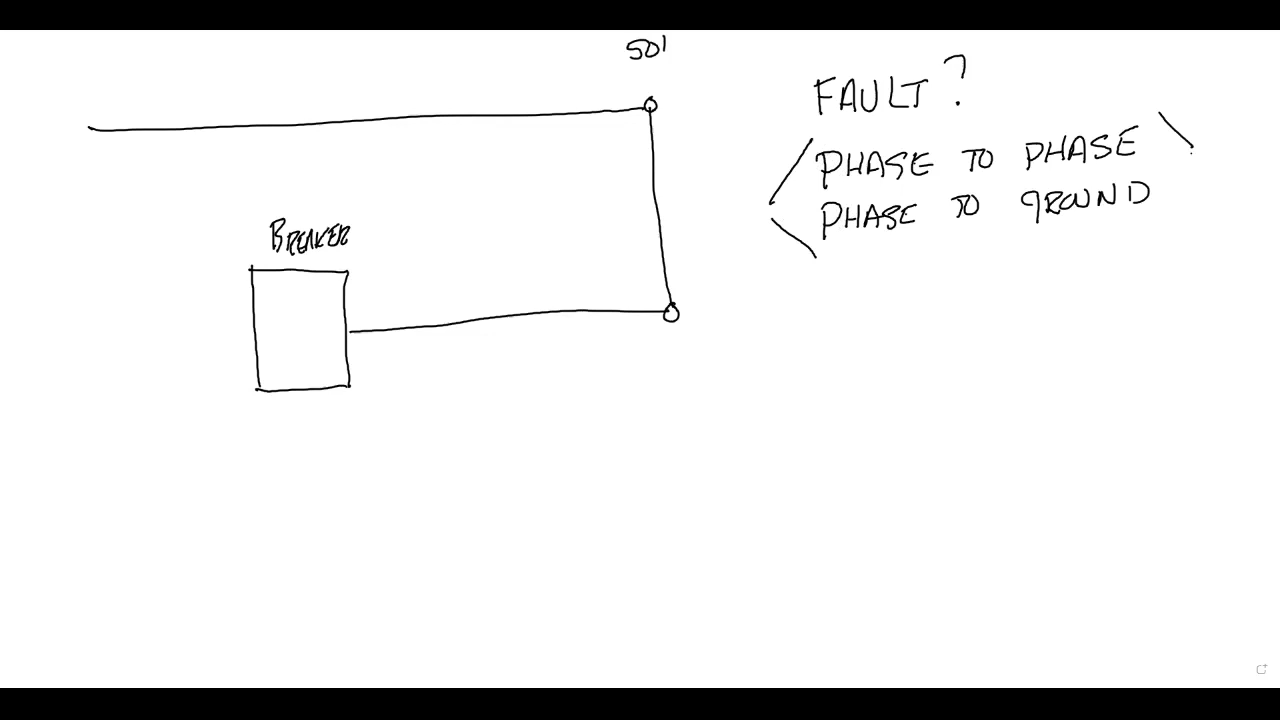 50'
FAULT?
PHASE TO PHASE
PHASE TO GROUND
BREAKER